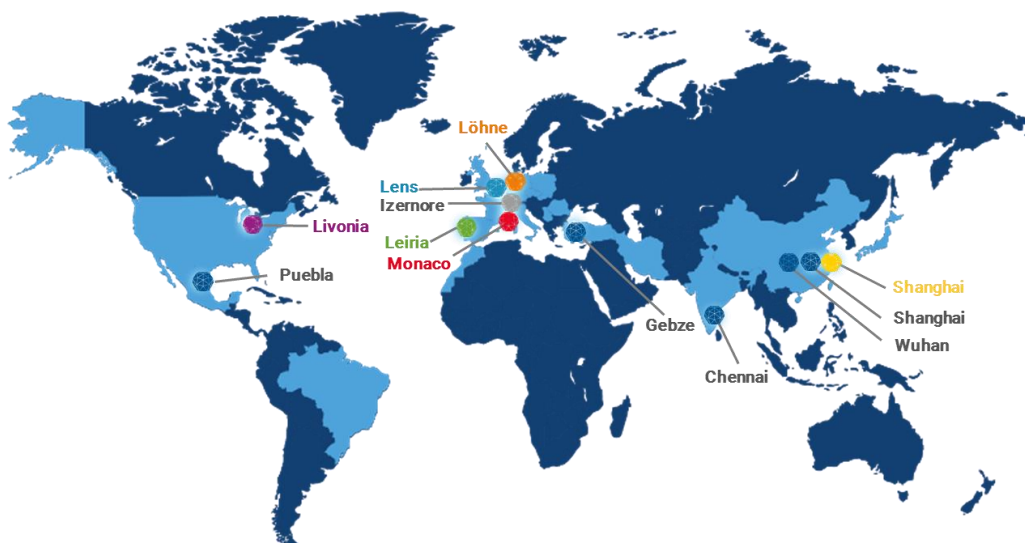 Löhne
Lens
Izernore
Livonia
Leiria
Monaco
Puebla
Shanghai
Gebze
Shanghai
Wuhan
Chennai